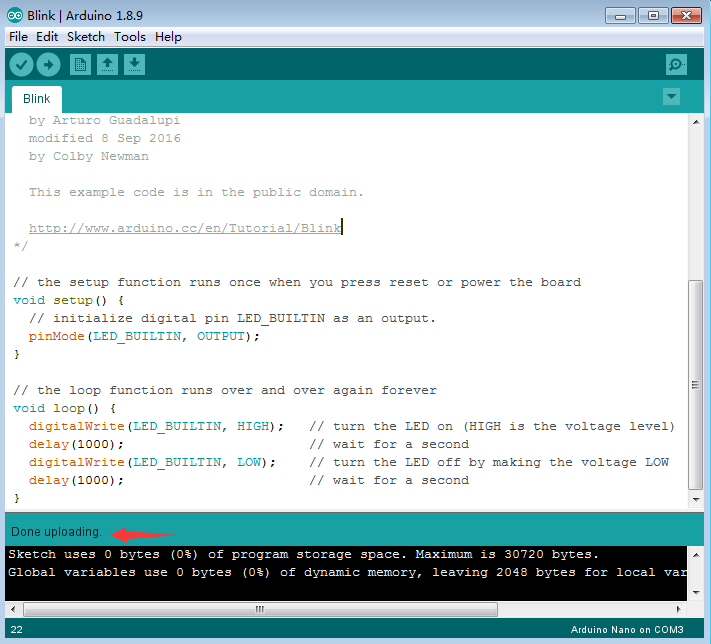 Blink | Arduino 1.8.9
File Edit Sketch Tools Help
Blink
by Arturo Guadalupi
modified 8 Sep 2016
by Colby Newman
This example code is in the public domain.
http://www.arduino.cc/en/Tutorial/Blink
*/
// the setup function runs once when you press reset or power the board
void setup() {
  // initialize digital pin LED_BUILTIN as an output.
  pinMode(LED_BUILTIN, OUTPUT);
}
// the loop function runs over and over again forever
void loop() {
  digitalWrite(LED_BUILTIN, HIGH);   // turn the LED on (HIGH is the voltage level)
  delay(1000);                       // wait for a second
  digitalWrite(LED_BUILTIN, LOW);    // turn the LED off by making the voltage LOW
  delay(1000);                       // wait for a second
}
Done uploading.
Sketch uses 0 bytes (0%) of program storage space. Maximum is 30720 bytes.
Global variables use 0 bytes (0%) of dynamic memory, leaving 2048 bytes for local var
22 Arduino Nano on COM3